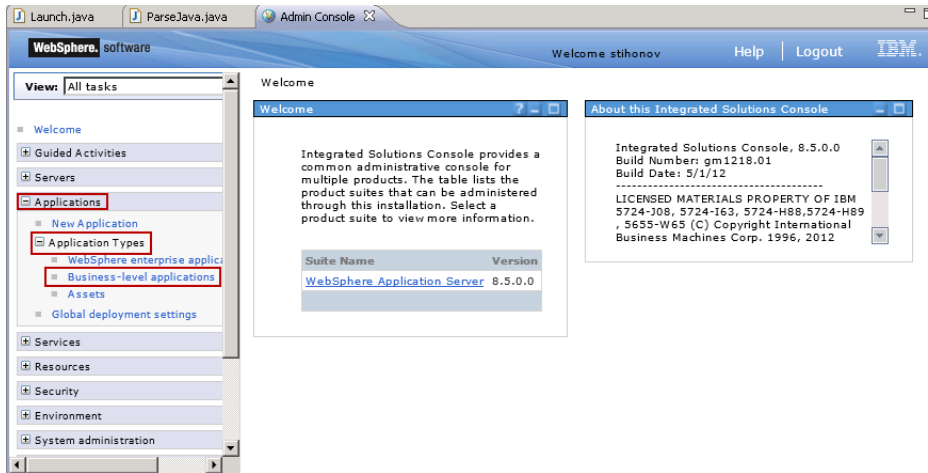 Launch.java ParseJava.java Admin Console
WebSphere. software Welcome stihonov Help Logout IBM.
View: All tasks
Welcome
Guided Activities
Servers
Applications
New Application
Application Types
WebSphere enterprise applica
Business-level applications
Assets
Global deployment settings
Services
Resources
Security
Environment
System administration
Welcome
Welcome ?
Integrated Solutions Console provides a
common administrative console for
multiple products. The table lists the
product suites that can be administered
through this installation. Select a
product suite to view more information.
Suite Name Version
WebSphere Application Server 8.5.0.0
About this Integrated Solutions Console
Integrated Solutions Console, 8.5.0.0
Build Number: gm1218.01
Build Date: 5/1/12
----------------------------------------
LICENSED MATERIALS PROPERTY OF IBM
5724-J08, 5724-I63, 5724-H88,5724-H89
, 5655-W65 (C) Copyright International
Business Machines Corp. 1996, 2012